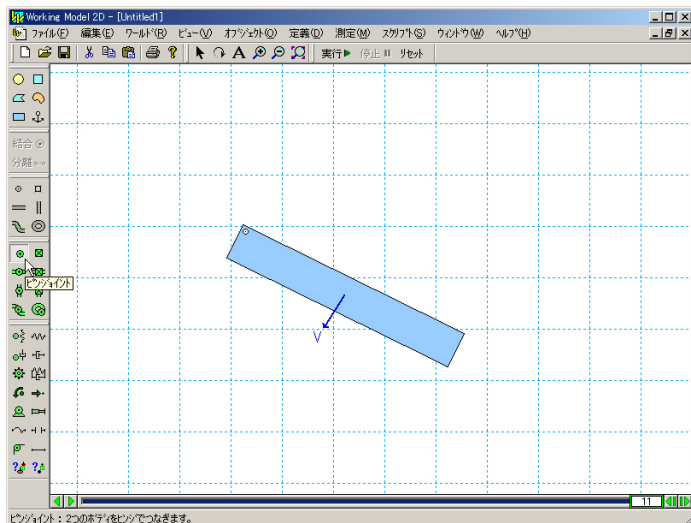 Working Model 2D - [Untitled1]
ファイル(F) 編集(E) ワールド(R) ビュー(V) オブジェクト(O) 定義(D) 測定(M) スクリプト(S) ウィンドウ(W) ヘルプ(H)
A 実行 停止 リセット
結合
分離
ピンジョイント
V
11
ピンジョイント : 2つのボディをピンでつなぎます。